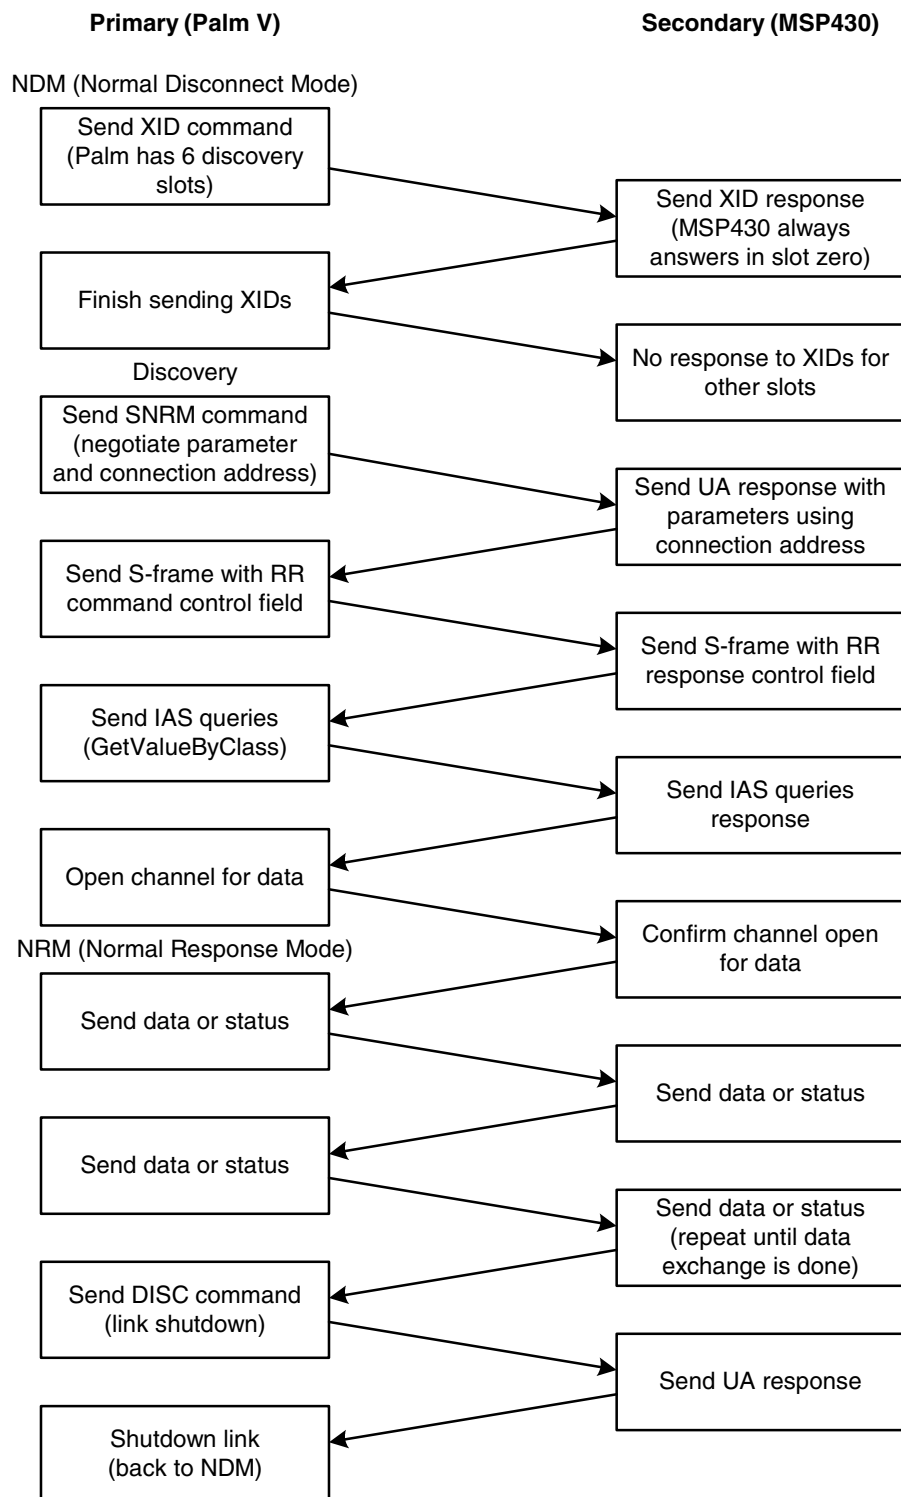 Primary (Palm V)
Secondary (MSP430)
NDM (Normal Disconnect Mode)
Send XID command
(Palm has 6 discovery
slots)
Send XID response
(MSP430 always
answers in slot zero)
Finish sending XIDs
No response to XIDs for
other slots
Discovery
Send SNRM command
(negotiate parameter
and connection address)
Send UA response with
parameters using
connection address
Send S-frame with RR
command control field
Send S-frame with RR
response control field
Send IAS queries
(GetValueByClass)
Send IAS queries
response
Open channel for data
Confirm channel open
for data
NRM (Normal Response Mode)
Send data or status
Send data or status
Send data or status
Send data or status
(repeat until data
exchange is done)
Send DISC command
(link shutdown)
Send UA response
Shutdown link
(back to NDM)